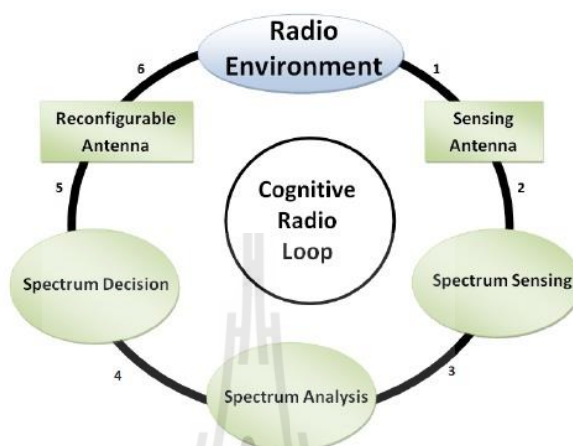 Radio
Environment
6
1
Reconfigurable
Antenna
Sensing
Antenna
5
2
Cognitive
Radio
Loop
Spectrum Decision
Spectrum Sensing
4
3
Spectrum Analysis